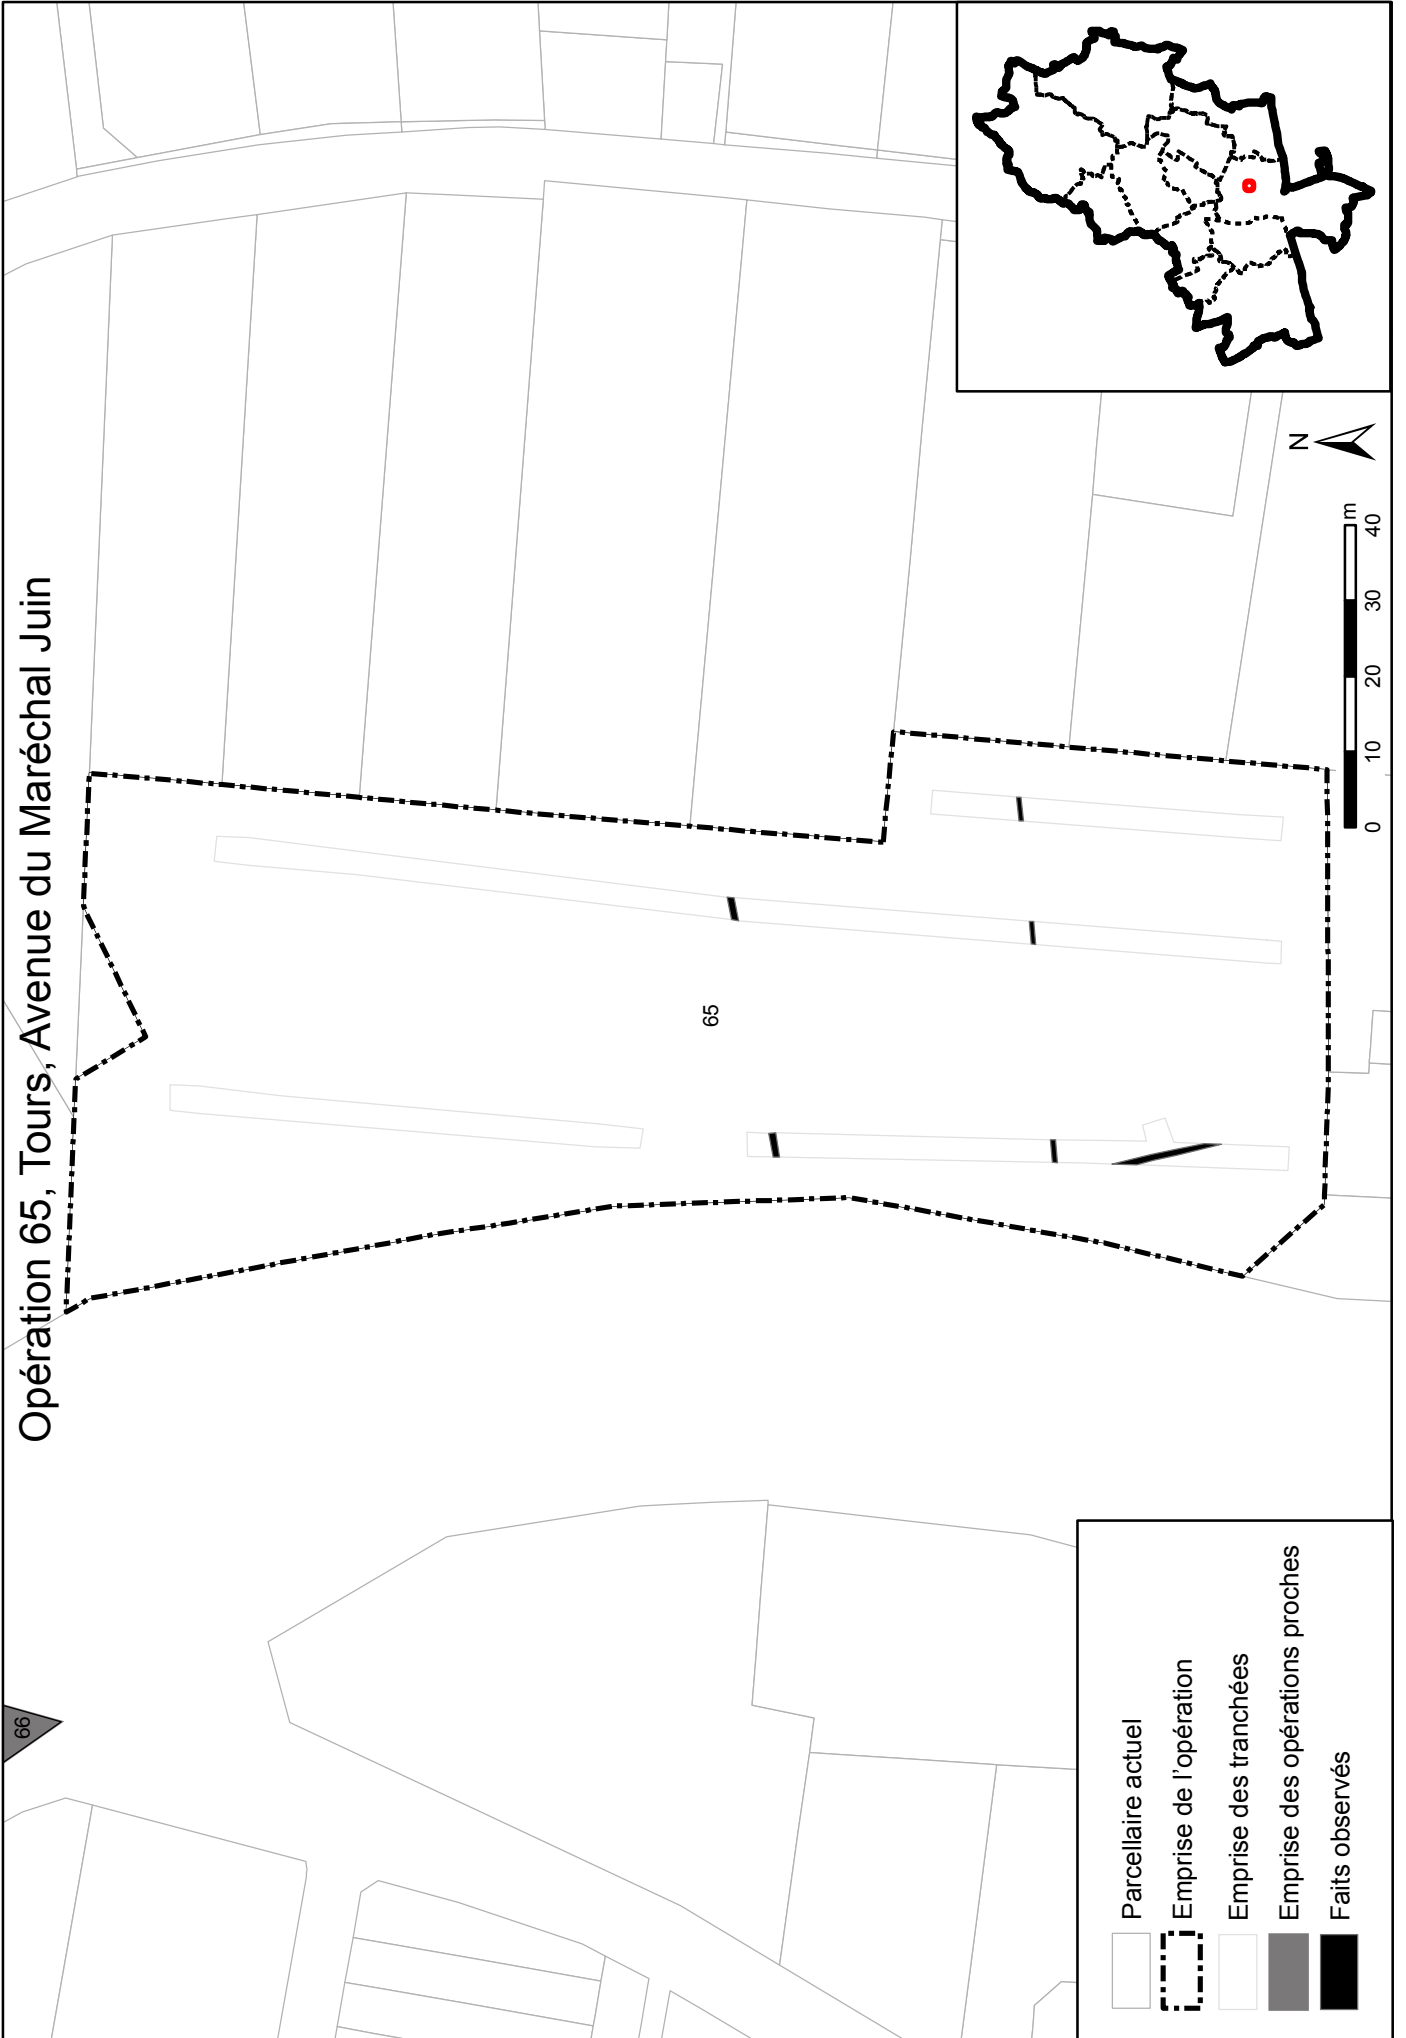 Opération 65, Tours, Avenue du Maréchal Juin
66
65
N
m
0 10 20 30 40
Parcellaire actuel
Emprise de l'opération
Emprise des tranchées
Emprise des opérations proches
Faits observés